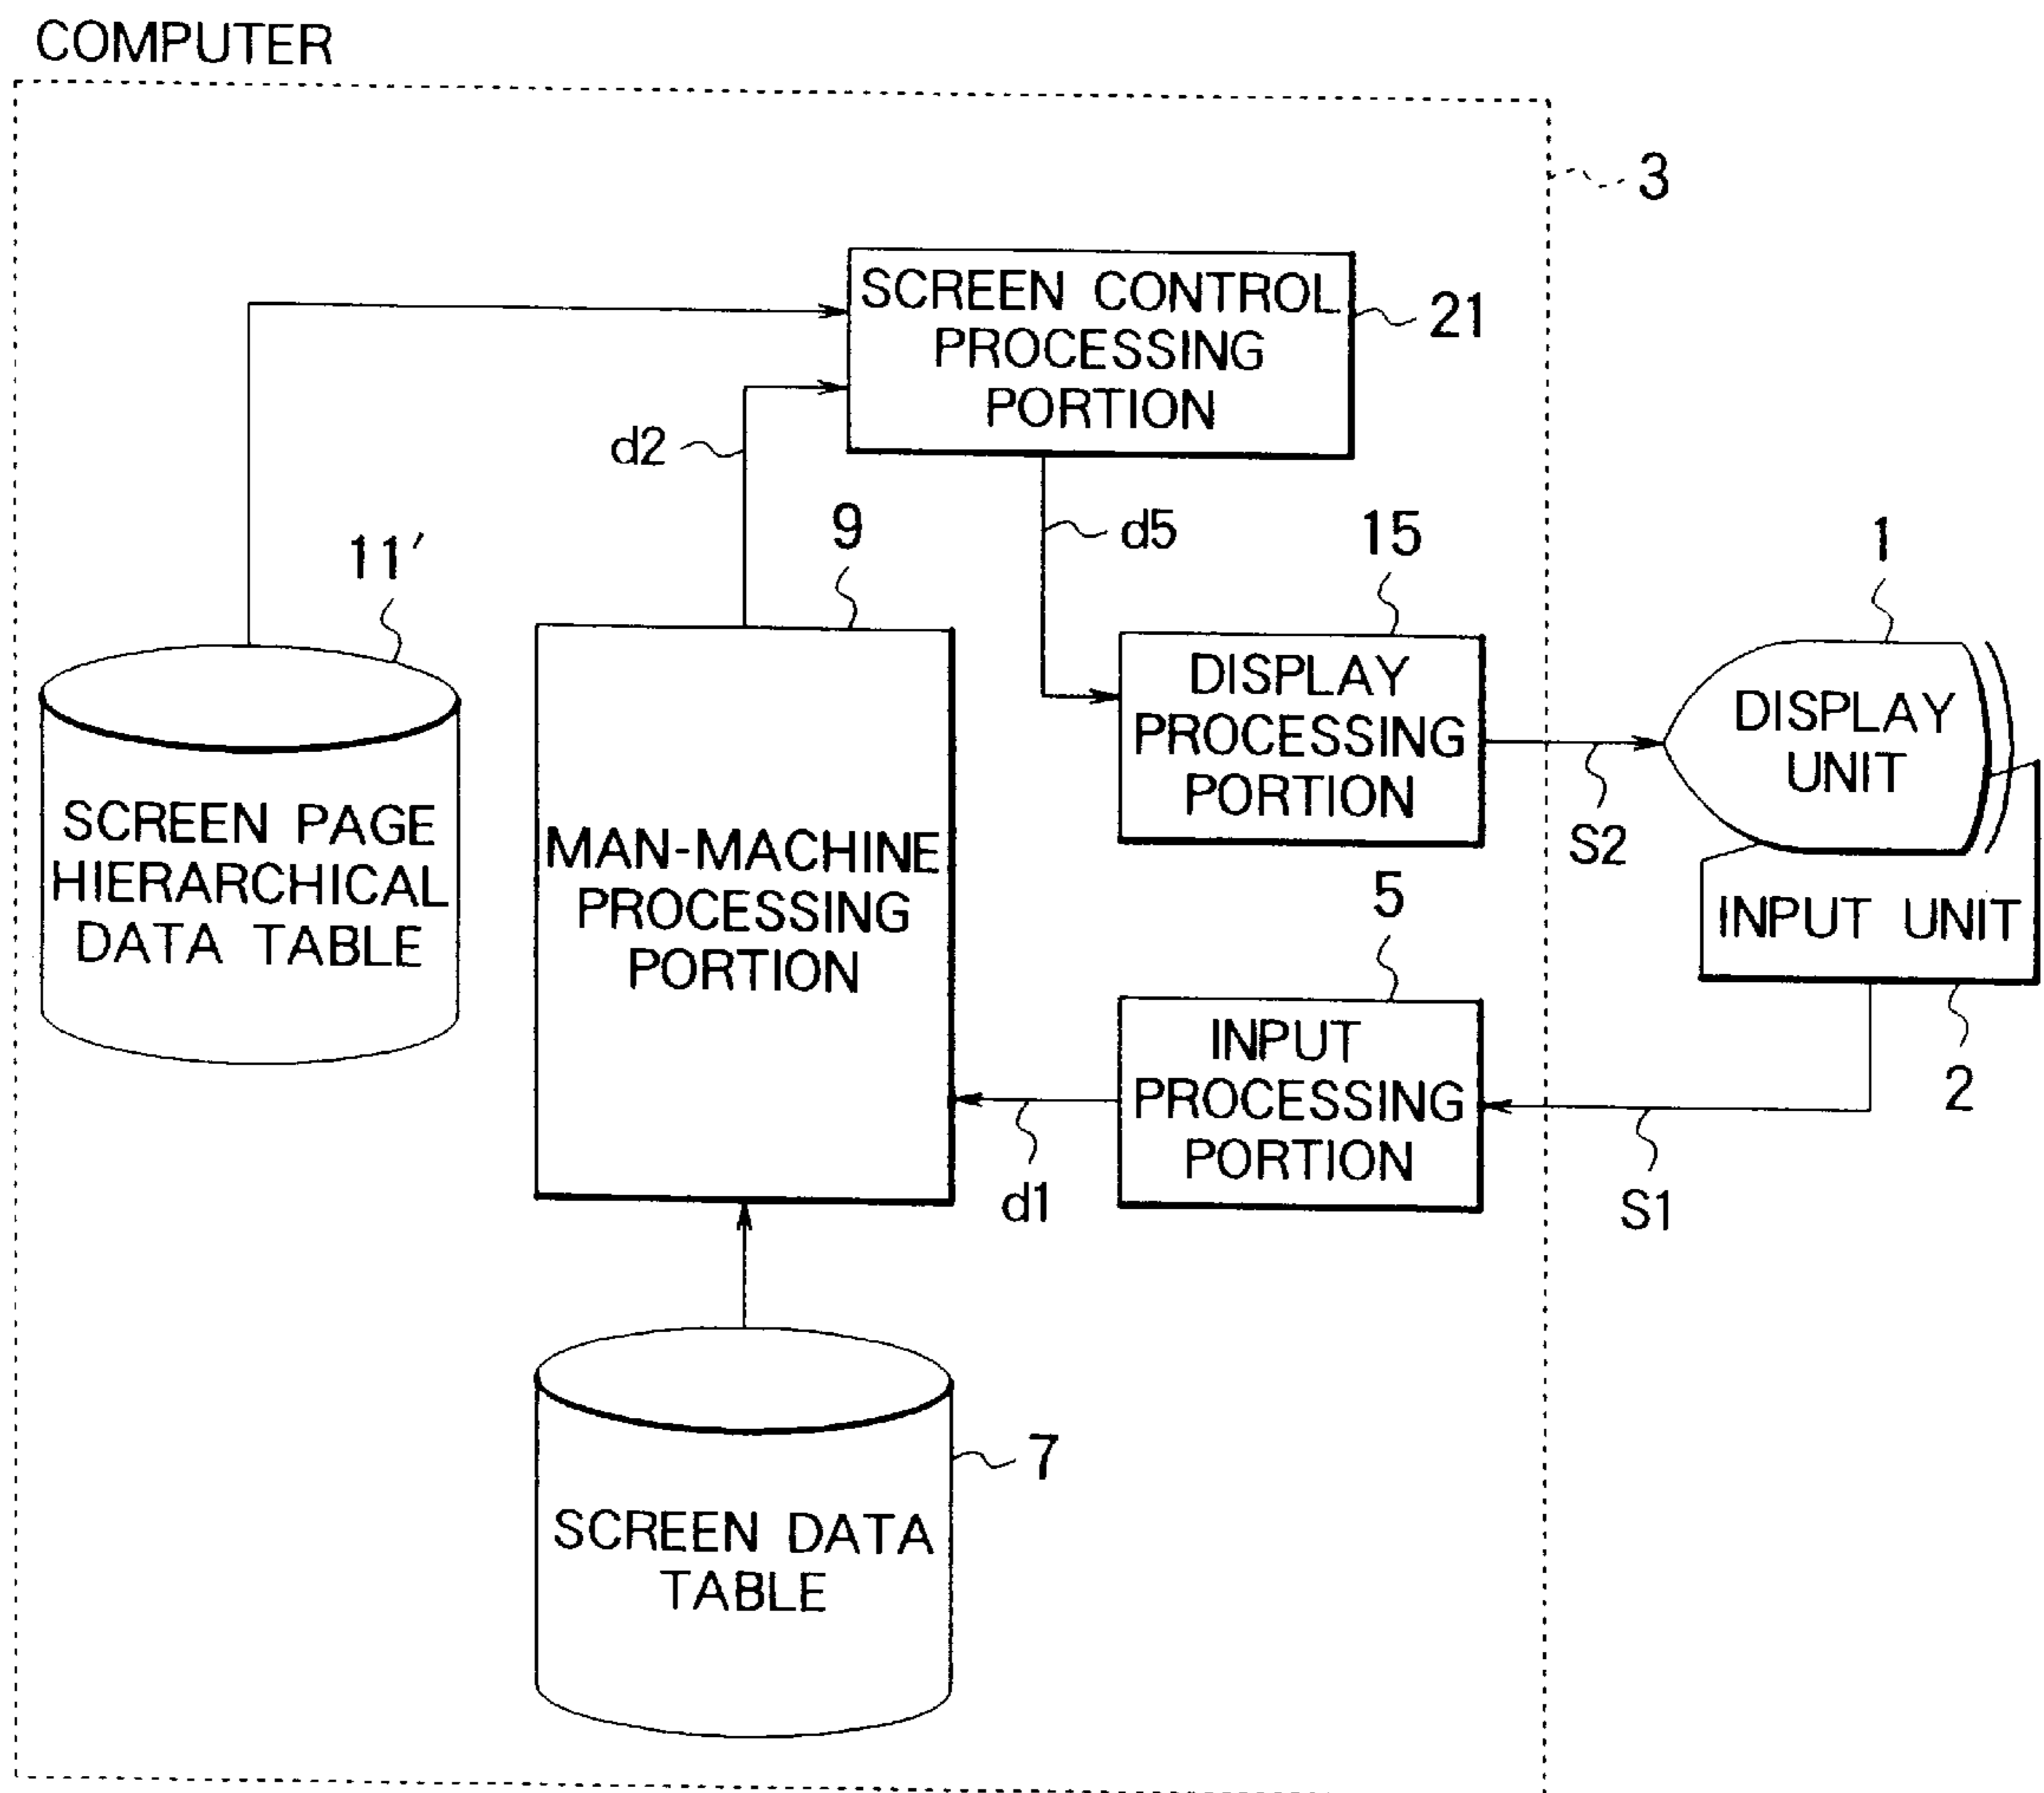 COMPUTER
3
SCREEN CONTROL
PROCESSING
PORTION
21
d2
d5
11'
9
15
1
SCREEN PAGE
HIERARCHICAL
DATA TABLE
MAN-MACHINE
PROCESSING
PORTION
DISPLAY
PROCESSING
PORTION
DISPLAY
UNIT
S2
INPUT UNIT
2
5
INPUT
PROCESSING
PORTION
d1
S1
7
SCREEN DATA
TABLE